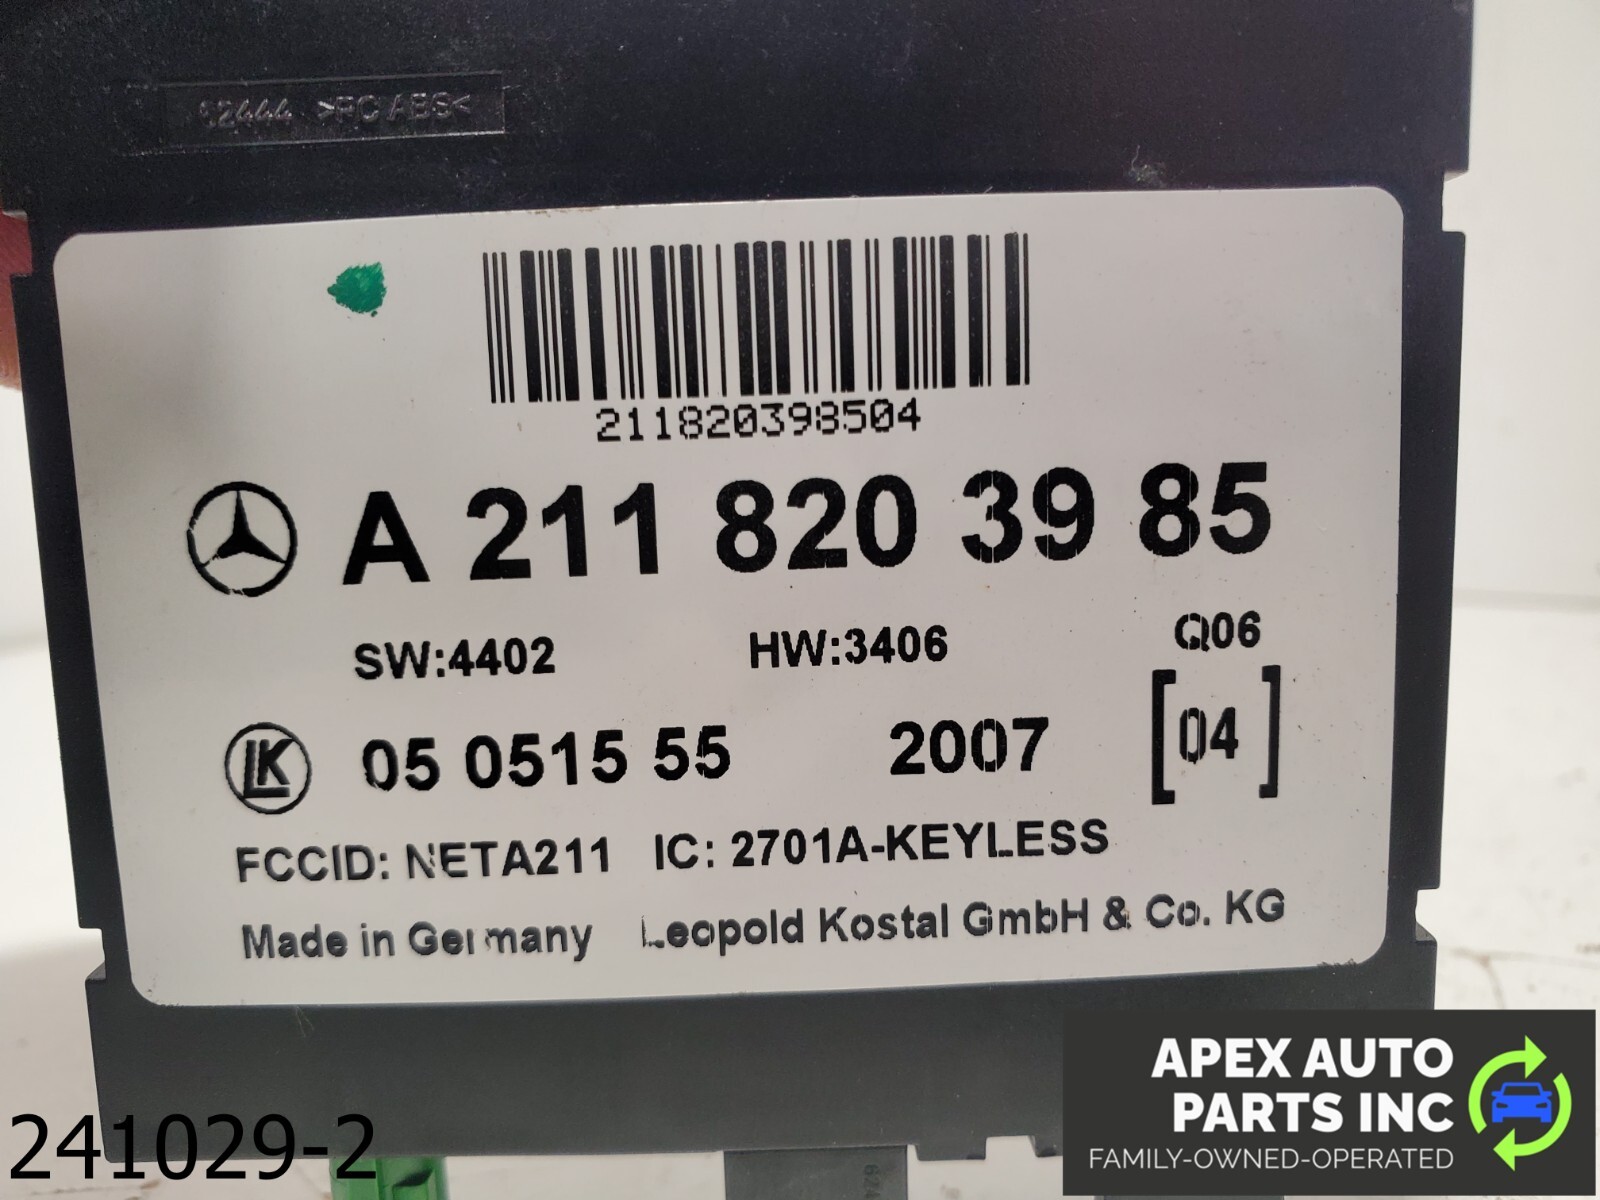 >PC ABS<
211820398504
A 211 820 39 85
SW:4402 HW:3406 Q06
LK 05 0515 55 2007 [04]
FCCID: NETA211 IC: 2701A-KEYLESS
Made in Germany Leopold Kostal GmbH & Co. KG
241029-2
APEX AUTO
PARTS INC
FAMILY-OWNED-OPERATED